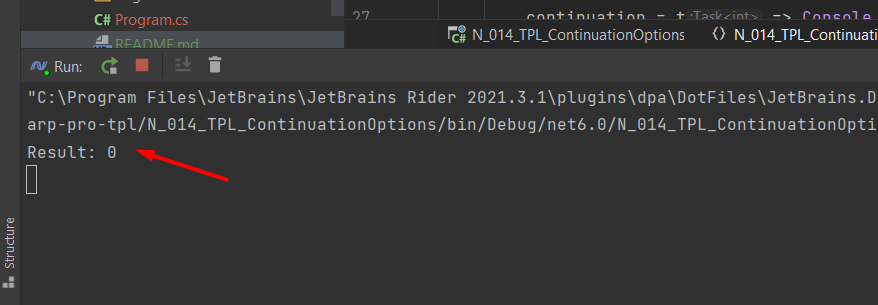 Program.cs
27
continuation = t Task<int> => Console
README.md
C# N_014_TPL_ContinuationOptions
N_014_TPL_Continuati
Run:
"C:\Program Files\JetBrains\JetBrains Rider 2021.3.1\plugins\dpa\DotFiles\JetBrains.D
arp-pro-tpl/N_014_TPL_ContinuationOptions/bin/Debug/net6.0/N_014_TPL_ContinuationOpti
Result: 0
Structure